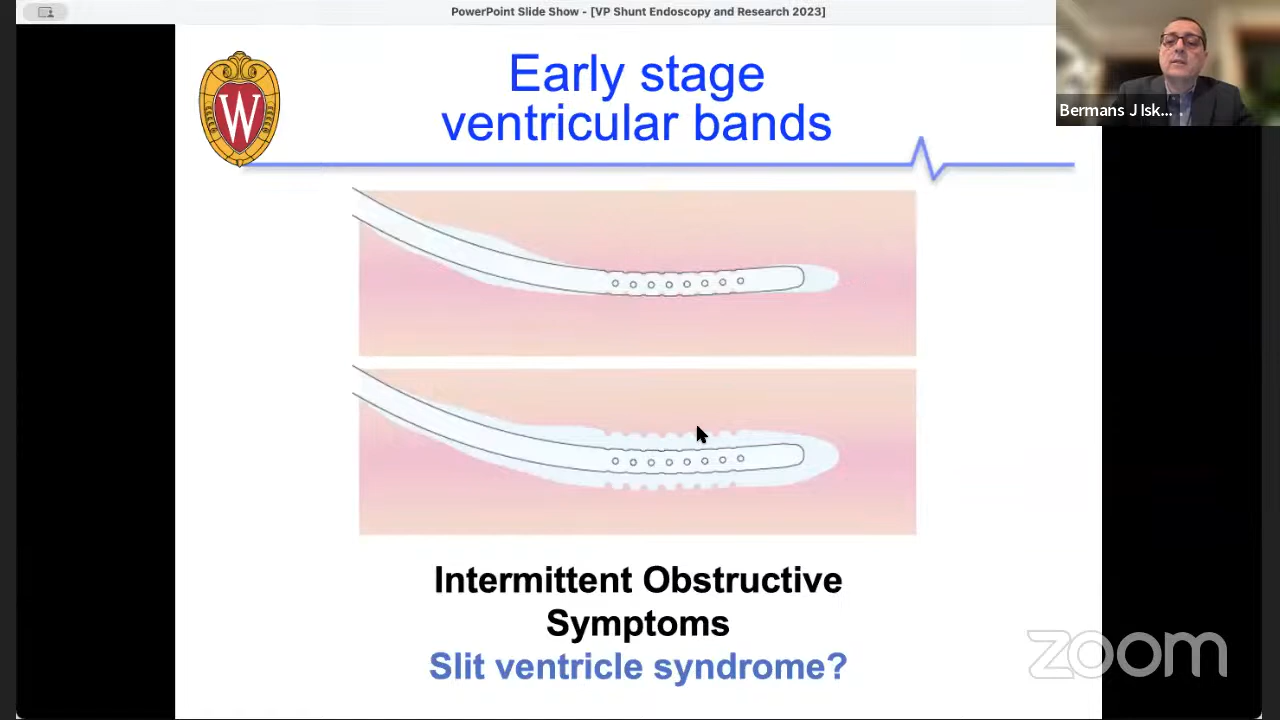 PowerPoint Slide Show - [VP Shunt Endoscopy and Research 2023]
W
Early stage
ventricular bands
Bermans J Isk...
Intermittent Obstructive
Symptoms
Slit ventricle syndrome?
zoom